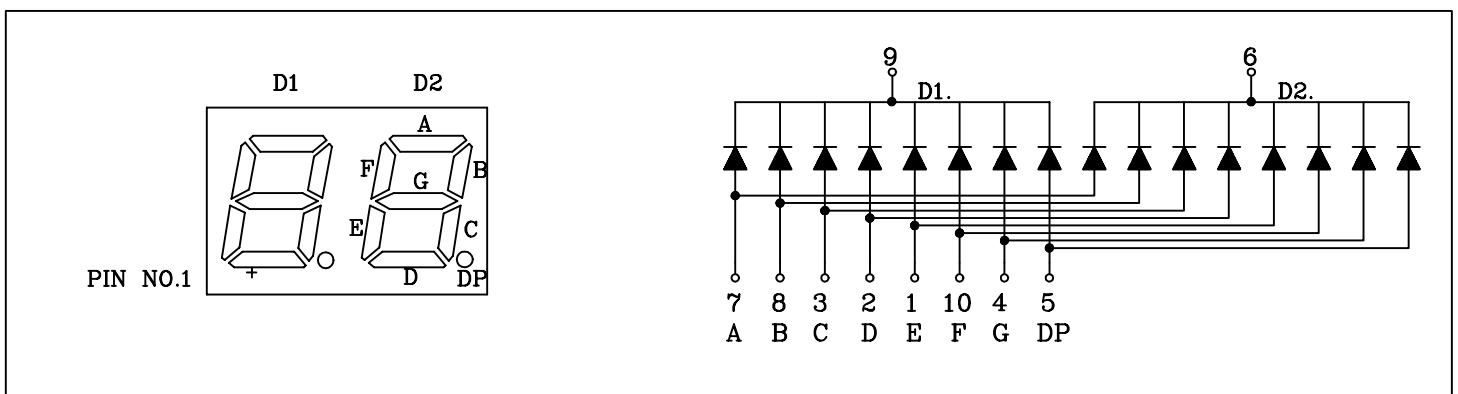 D1 D2
A
F B
G
E C
D DP
+
PIN NO.1
9 6
D1. D2.
7 8 3 2 1 10 4 5
A B C D E F G DP